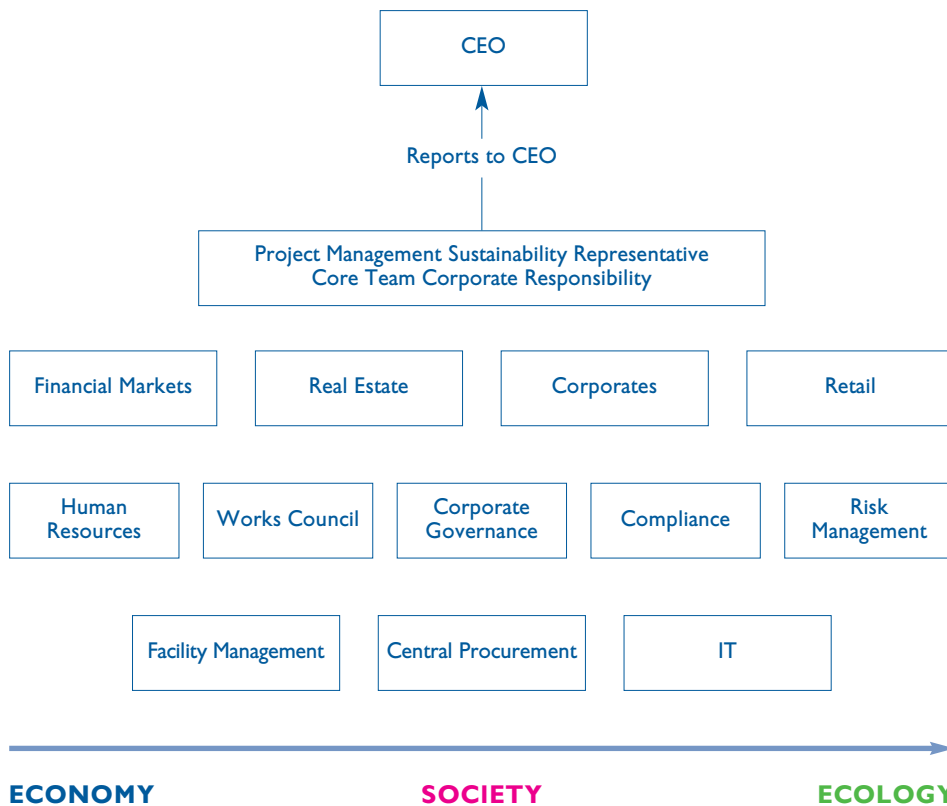 CEO
Reports to CEO
Project Management Sustainability Representative
Core Team Corporate Responsibility
Financial Markets
Real Estate
Corporates
Retail
Human
Resources
Works Council
Corporate
Governance
Compliance
Risk
Management
Facility Management
Central Procurement
IT
ECONOMY
SOCIETY
ECOLOGY